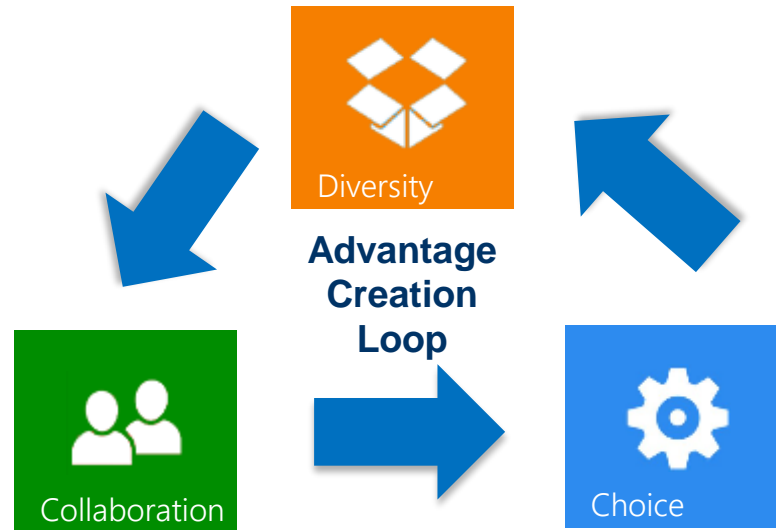 Diversity
Advantage
Creation
Loop
Collaboration
Choice